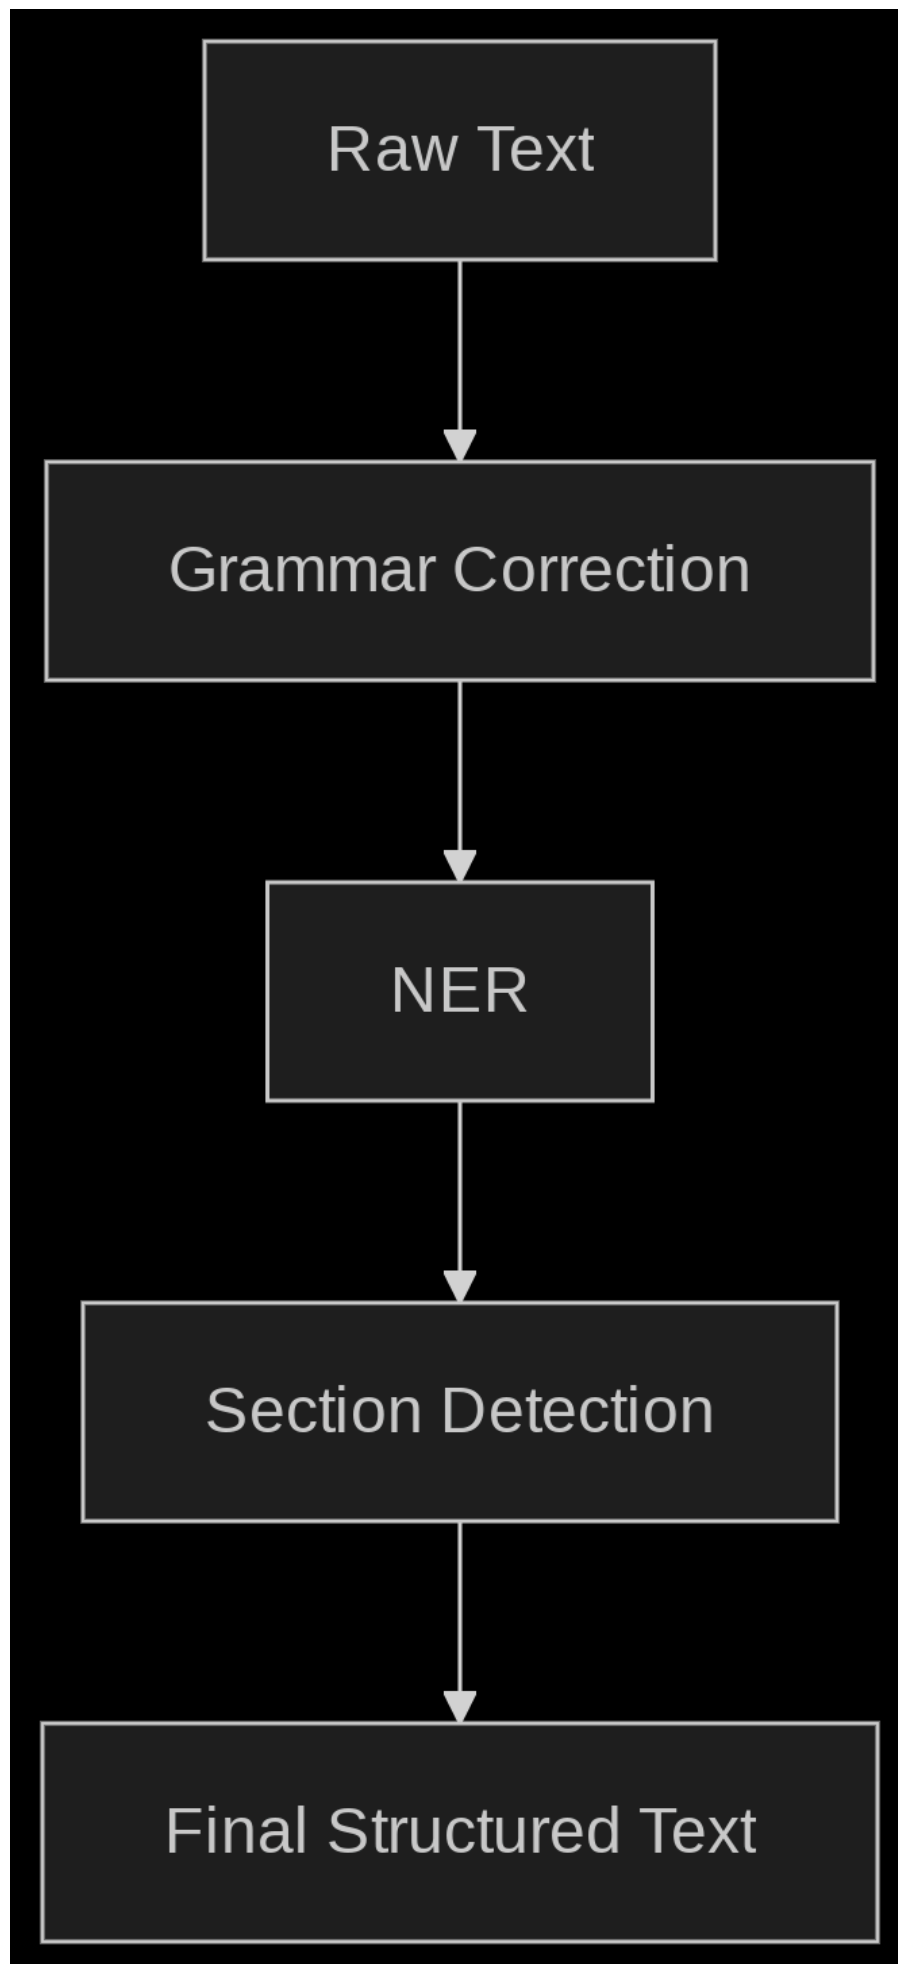 Raw Text
Grammar Correction
NER
Section Detection
Final Structured Text